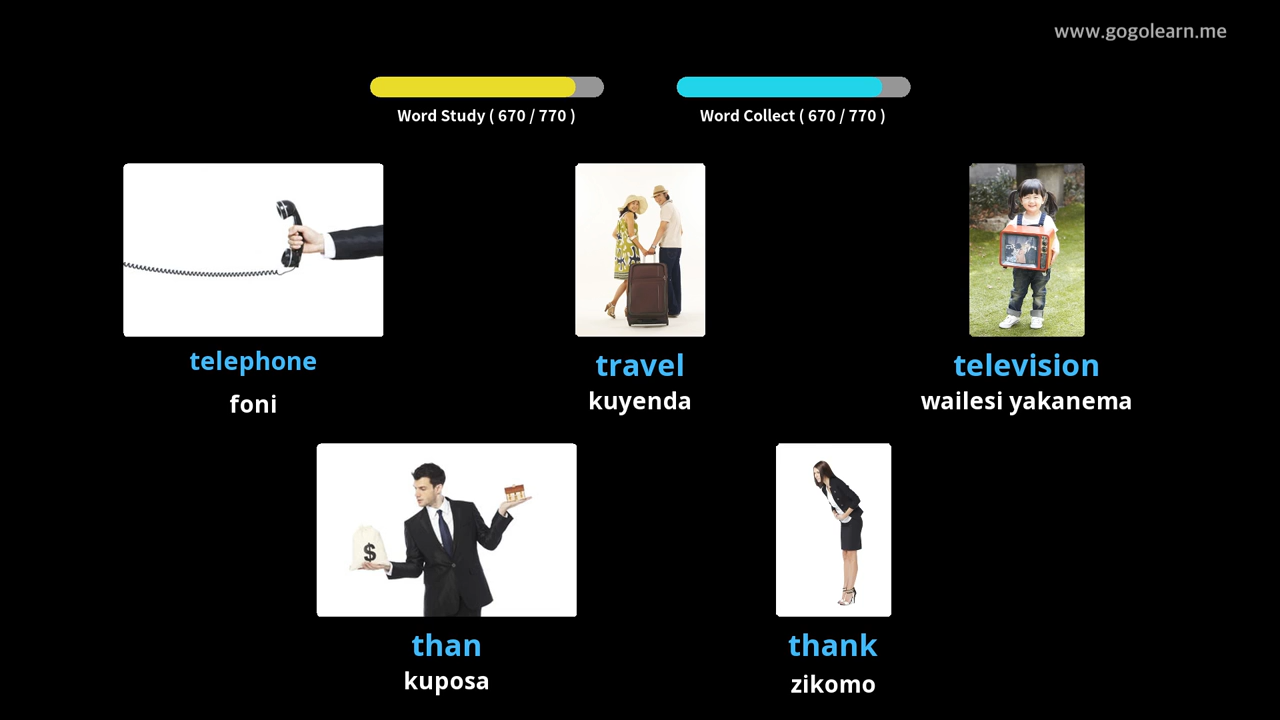 www.gogolearn.me
Word Study ( 670 / 770 )
Word Collect ( 670 / 770 )
telephone
foni
travel
kuyenda
television
wailesi yakanema
$
than
kuposa
thank
zikomo